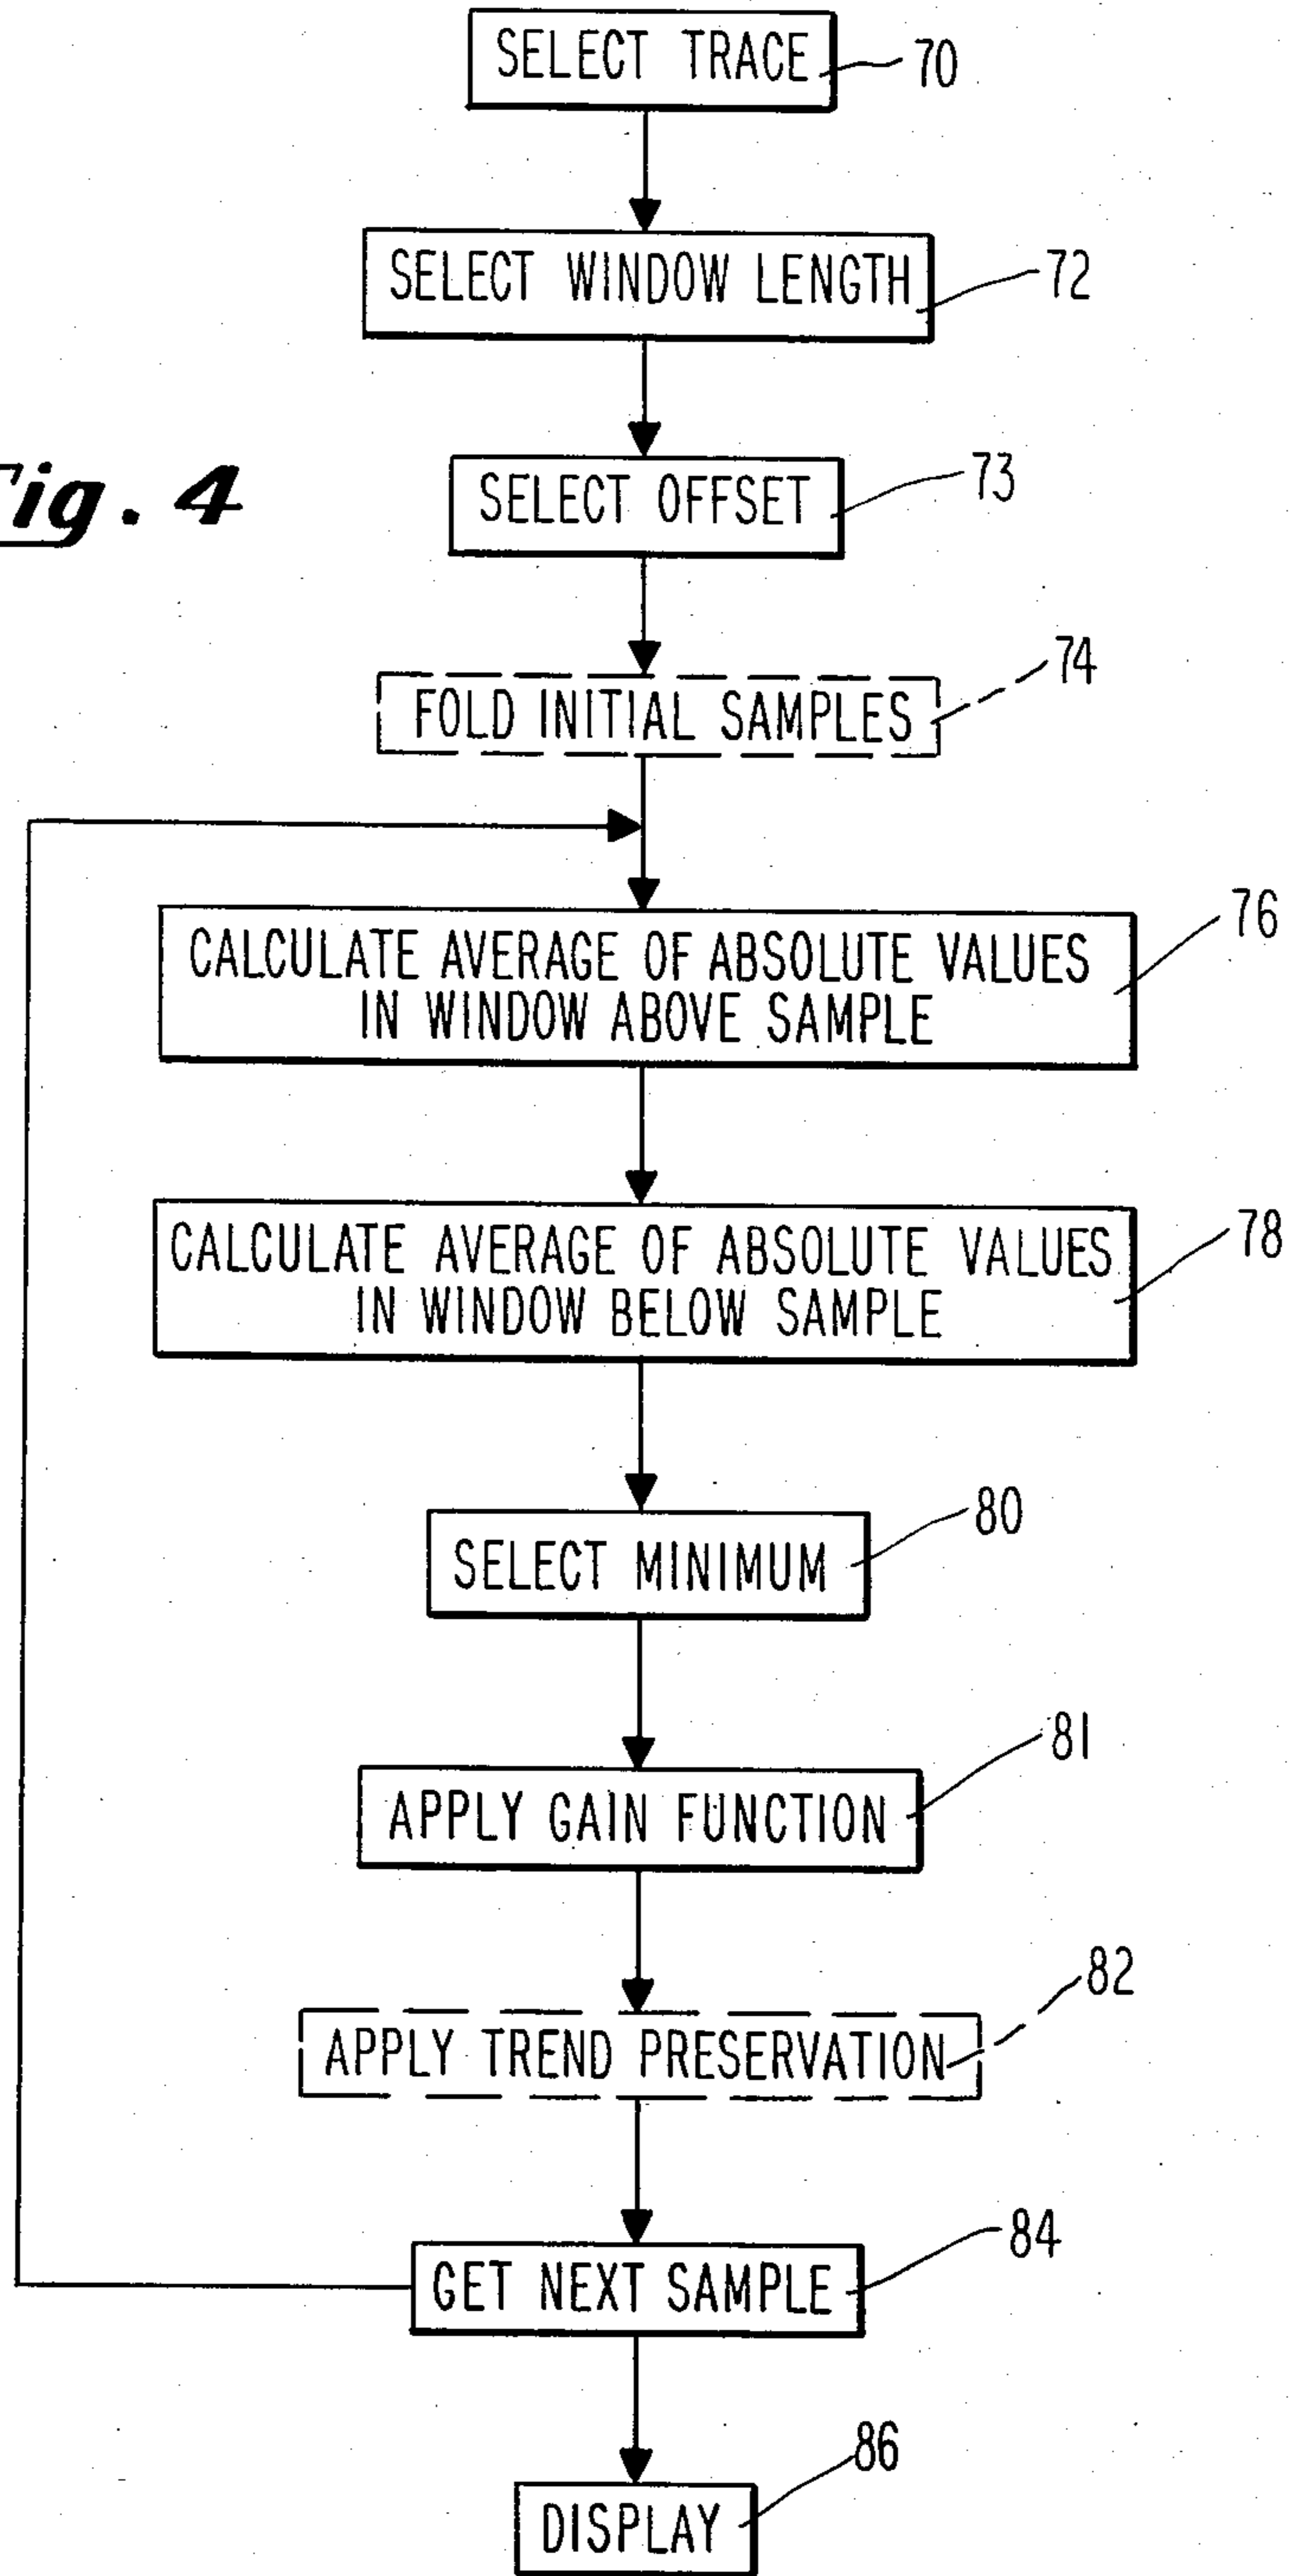 SELECT TRACE
70
SELECT WINDOW LENGTH
72
Fig. 4
SELECT OFFSET
73
FOLD INITIAL SAMPLES
74
CALCULATE AVERAGE OF ABSOLUTE VALUES
IN WINDOW ABOVE SAMPLE
76
CALCULATE AVERAGE OF ABSOLUTE VALUES
IN WINDOW BELOW SAMPLE
78
SELECT MINIMUM
80
APPLY GAIN FUNCTION
81
APPLY TREND PRESERVATION
82
GET NEXT SAMPLE
84
DISPLAY
86